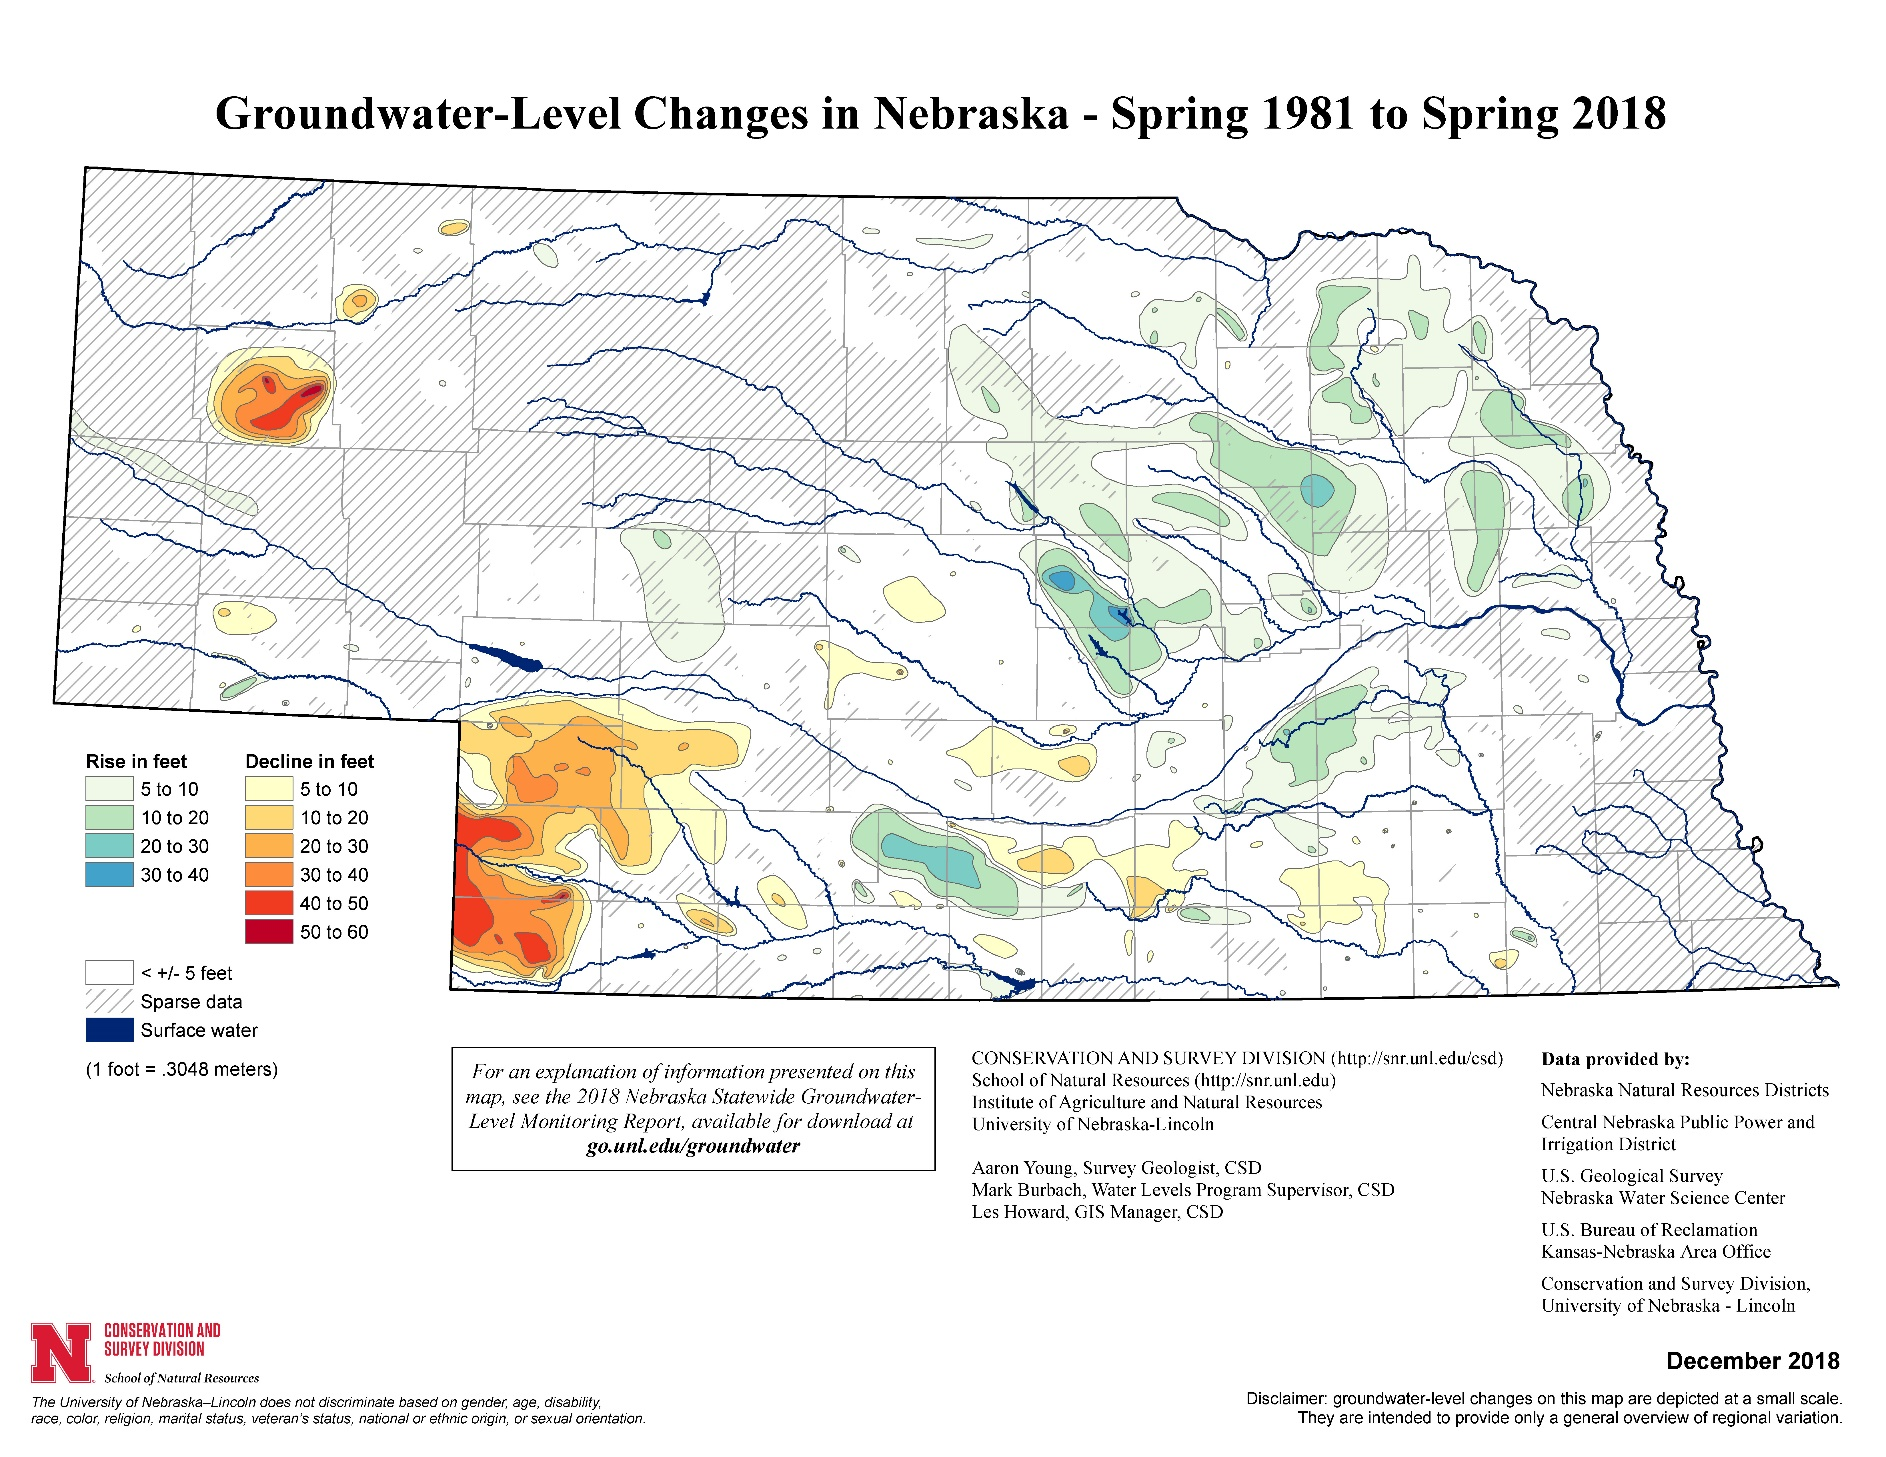 Groundwater-Level Changes in Nebraska - Spring 1981 to Spring 2018
Rise in feet
5 to 10
10 to 20
20 to 30
30 to 40
Decline in feet
5 to 10
10 to 20
20 to 30
30 to 40
40 to 50
50 to 60
< +/- 5 feet
Sparse data
Surface water
(1 foot = .3048 meters)
For an explanation of information presented on this
map, see the 2018 Nebraska Statewide Groundwater-
Level Monitoring Report, available for download at
go.unl.edu/groundwater
CONSERVATION AND SURVEY DIVISION (http://snr.unl.edu/csd)
School of Natural Resources (http://snr.unl.edu)
Institute of Agriculture and Natural Resources
University of Nebraska-Lincoln
Aaron Young, Survey Geologist, CSD
Mark Burbach, Water Levels Program Supervisor, CSD
Les Howard, GIS Manager, CSD
Data provided by:
Nebraska Natural Resources Districts
Central Nebraska Public Power and
Irrigation District
U.S. Geological Survey
Nebraska Water Science Center
U.S. Bureau of Reclamation
Kansas-Nebraska Area Office
Conservation and Survey Division,
University of Nebraska - Lincoln
N
CONSERVATION AND
SURVEY DIVISION
School of Natural Resources
The University of Nebraska–Lincoln does not discriminate based on gender, age, disability,
race, color, religion, marital status, veteran's status, national or ethnic origin, or sexual orientation.
December 2018
Disclaimer: groundwater-level changes on this map are depicted at a small scale.
They are intended to provide only a general overview of regional variation.